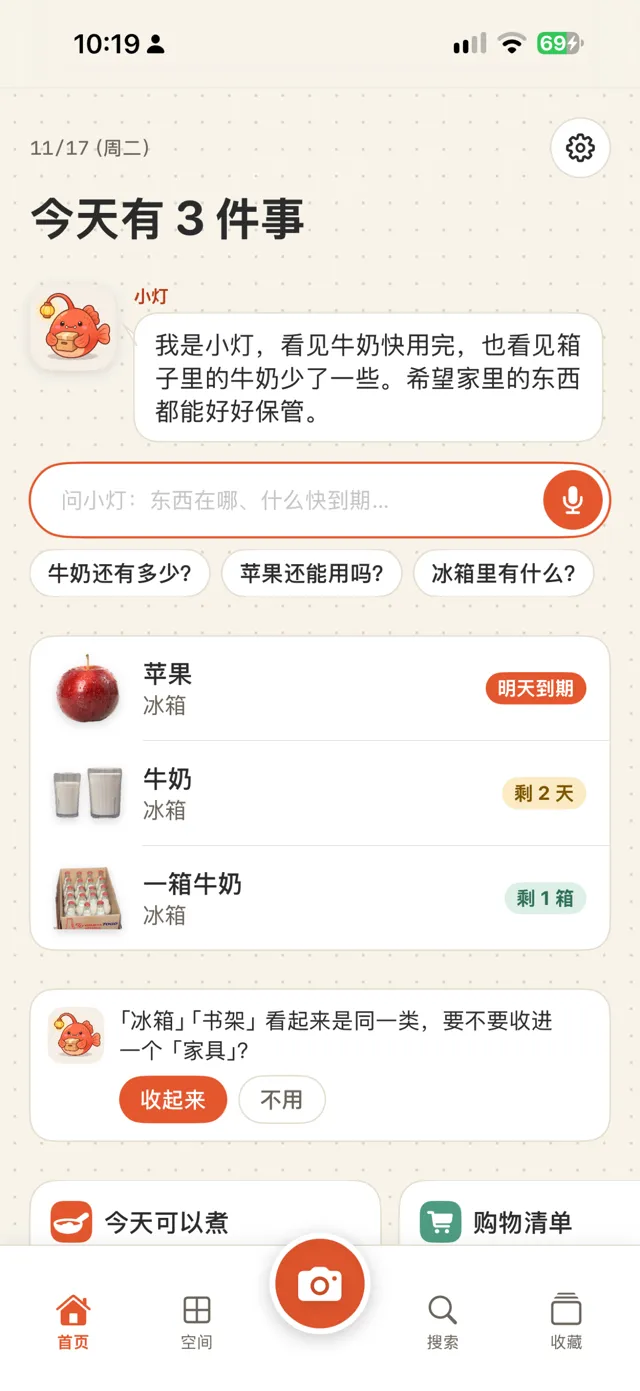 10:19
69
11/17 (周二)
今天有 3 件事
小灯
我是小灯，看见牛奶快用完，也看见箱
子里的牛奶少了一些。希望家里的东西
都能好好保管。
问小灯：东西在哪、什么快到期...
牛奶还有多少?
苹果还能用吗?
冰箱里有什么?
苹果
冰箱
明天到期
牛奶
冰箱
剩 2 天
一箱牛奶
冰箱
剩 1 箱
「冰箱」「书架」看起来是同一类，要不要收进
一个「家具」?
收起来
不用
今天可以煮
购物清单
首页
空间
搜索
收藏